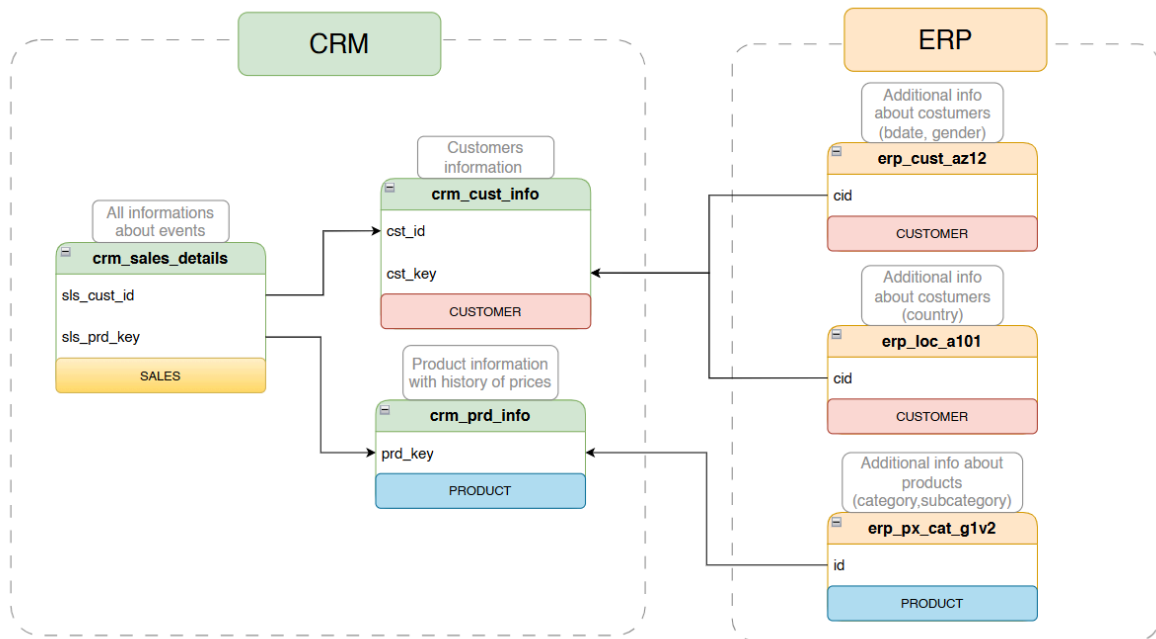 CRM
All informations
about events
crm_sales_details
sls_cust_id
sls_prd_key
SALES
Customers
information
crm_cust_info
cst_id
cst_key
CUSTOMER
Product information
with history of prices
crm_prd_info
prd_key
PRODUCT
ERP
Additional info
about costumers
(bdate, gender)
erp_cust_az12
cid
CUSTOMER
Additional info
about costumers
(country)
erp_loc_a101
cid
CUSTOMER
Additional info about
products
(category,subcategory)
erp_px_cat_g1v2
id
PRODUCT